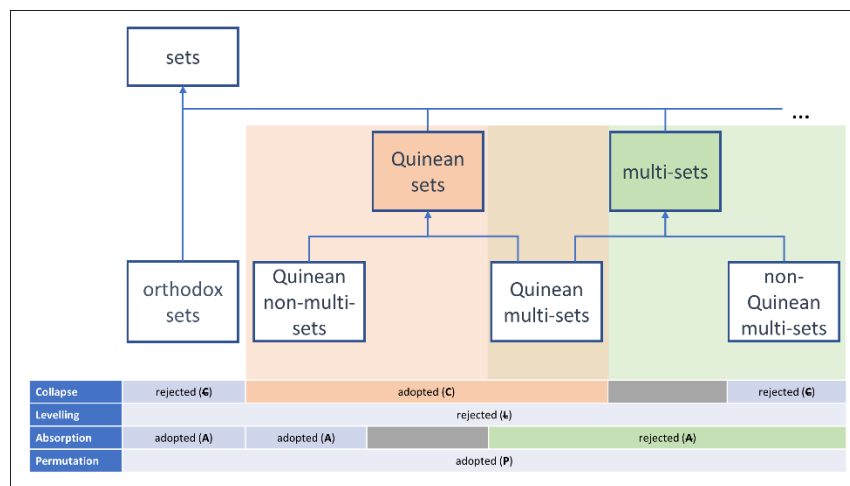 sets
...
Quinean
sets
multi-sets
orthodox
sets
Quinean
non-multi-
sets
Quinean
multi-sets
non-
Quinean
multi-sets
Collapse rejected (C̶) adopted (C) rejected (C̶)
Levelling rejected (L̶)
Absorption adopted (A) adopted (A) rejected (A̶)
Permutation adopted (P)